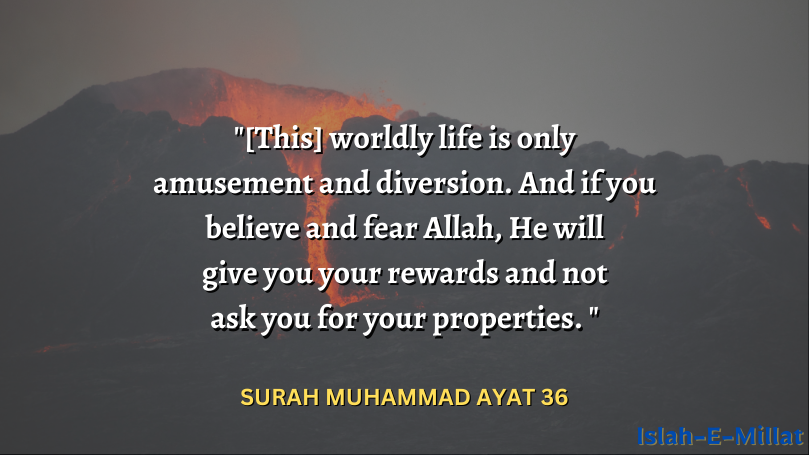 "[This] worldly life is only
amusement and diversion. And if you
believe and fear Allah, He will
give you your rewards and not
ask you for your properties. "
SURAH MUHAMMAD AYAT 36
Islah-E-Millat